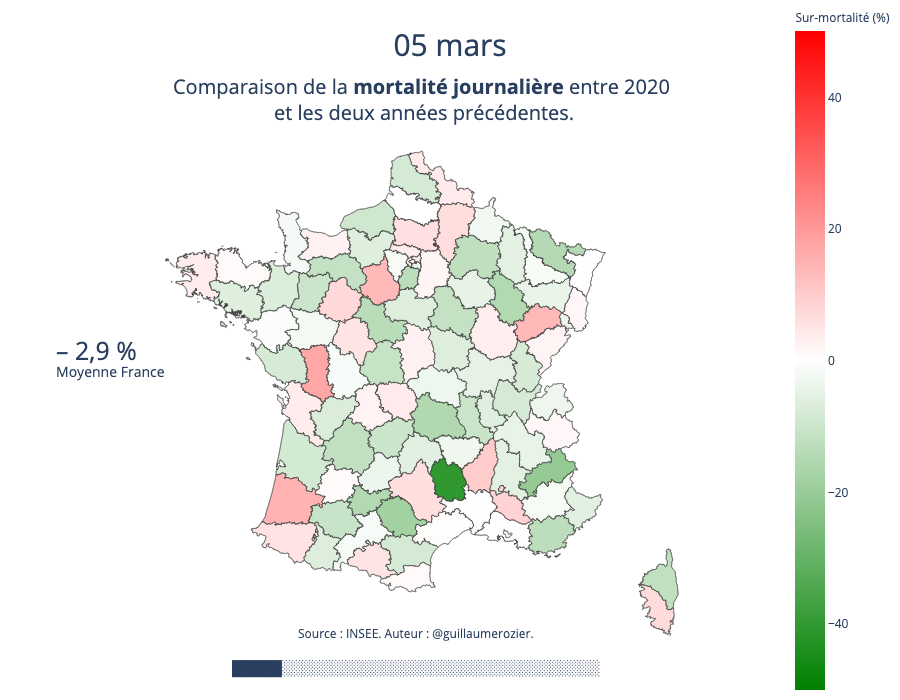 Sur-mortalité (%)
05 mars
Comparaison de la mortalité journalière entre 2020
et les deux années précédentes.
40
20
0
−20
−40
– 2,9 %
Moyenne France
Source : INSEE. Auteur : @guillaumerozier.